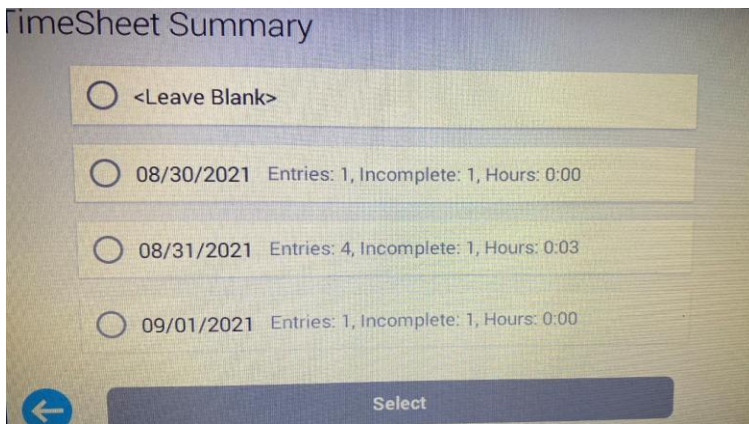 TimeSheet Summary
<Leave Blank>
08/30/2021 Entries: 1, Incomplete: 1, Hours: 0:00
08/31/2021 Entries: 4, Incomplete: 1, Hours: 0:03
09/01/2021 Entries: 1, Incomplete: 1, Hours: 0:00
Select